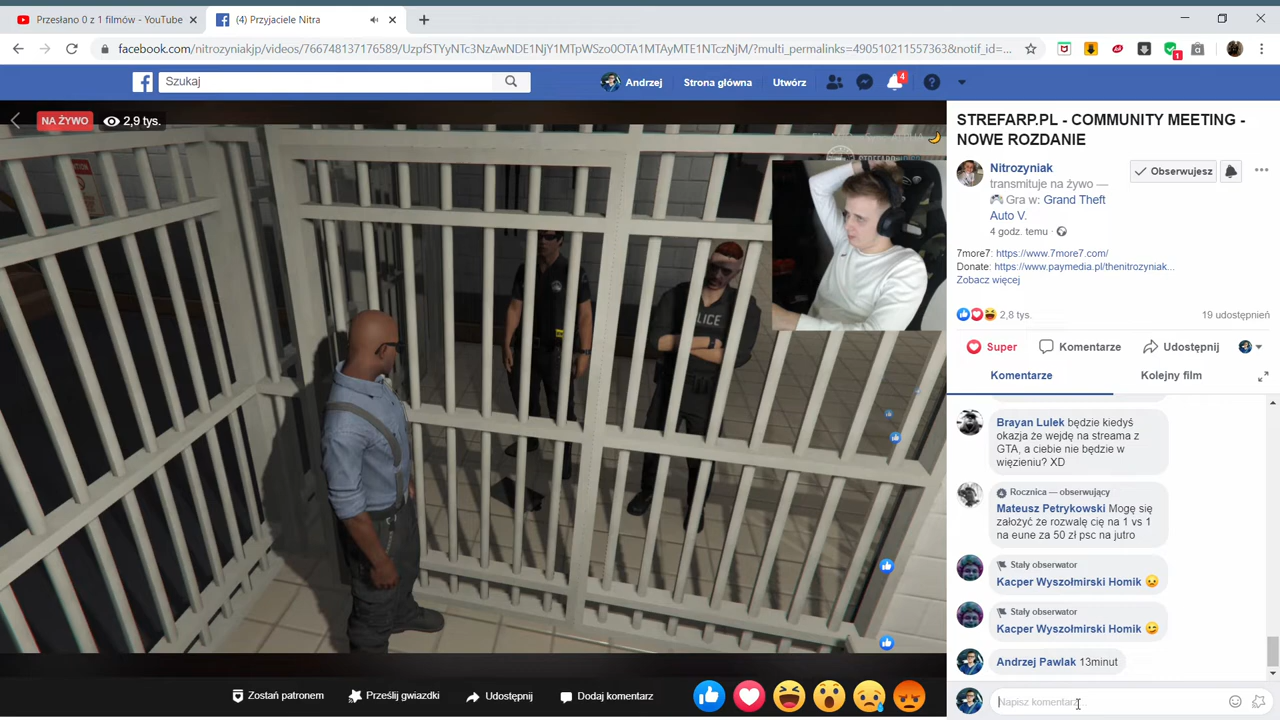 Przesłano 0 z 1 filmów - YouTube
(4) Przyjaciele Nitra
facebook.com/nitrozyniakjp/videos/766748137176589/UzpfSTYyNTc3NzAwNDE1NjY1MTpWSzo0OTA1MTAyMTE1NTczNjM/?multi_permalinks=490510211557363&notif_id=...
1
Szukaj
Andrzej
Strona główna
Utwórz
4
NA ŻYWO
2,9 tys.
STREFARP.PL - COMMUNITY MEETING -
NOWE ROZDANIE
Nitrozyniak
transmituje na żywo —
Gra w: Grand Theft
Auto V.
4 godz. temu
Obserwujesz
7more7: https://www.7more7.com/
Donate: https://www.paymedia.pl/thenitrozyniak...
Zobacz więcej
2,8 tys.
19 udostępnień
Super
Komentarze
Udostępnij
Komentarze
Kolejny film
Brayan Lulek będzie kiedyś
okazja że wejdę na streama z
GTA, a ciebie nie będzie w
więzieniu? XD
Rocznica — obserwujący
Mateusz Petrykowski Mogę się
założyć że rozwalę cię na 1 vs 1
na eune za 50 zł psc na jutro
Stały obserwator
Kacper Wyszołmirski Homik 😟
Stały obserwator
Kacper Wyszołmirski Homik 😜
Andrzej Pawlak 13minut
Napisz komentarz...
Zostań patronem
Prześlij gwiazdki
Udostępnij
Dodaj komentarz